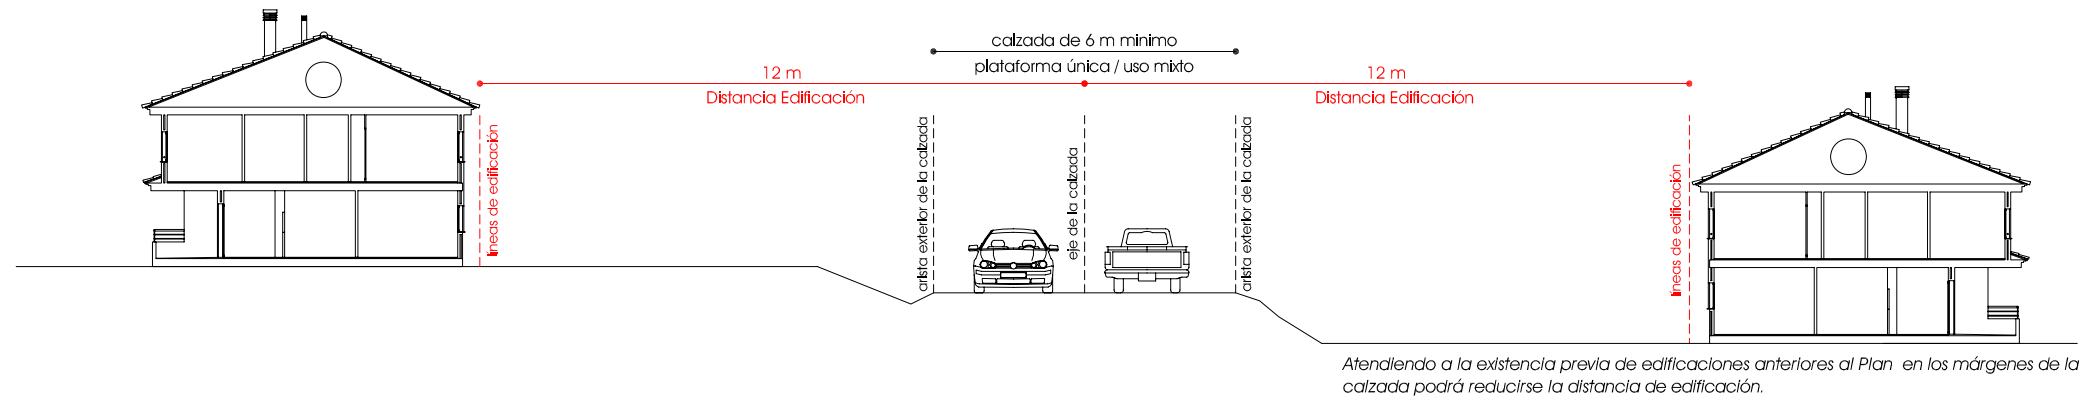 calzada de 6 m minimo
plataforma única / uso mixto
12 m
Distancia Edificación
12 m
Distancia Edificación
líneas de edificación
arista exterior de la calzada
eje de la calzada
arista exterior de la calzada
líneas de edificación
Atendiendo a la existencia previa de edificaciones anteriores al Plan en los márgenes de la
calzada podrá reducirse la distancia de edificación.